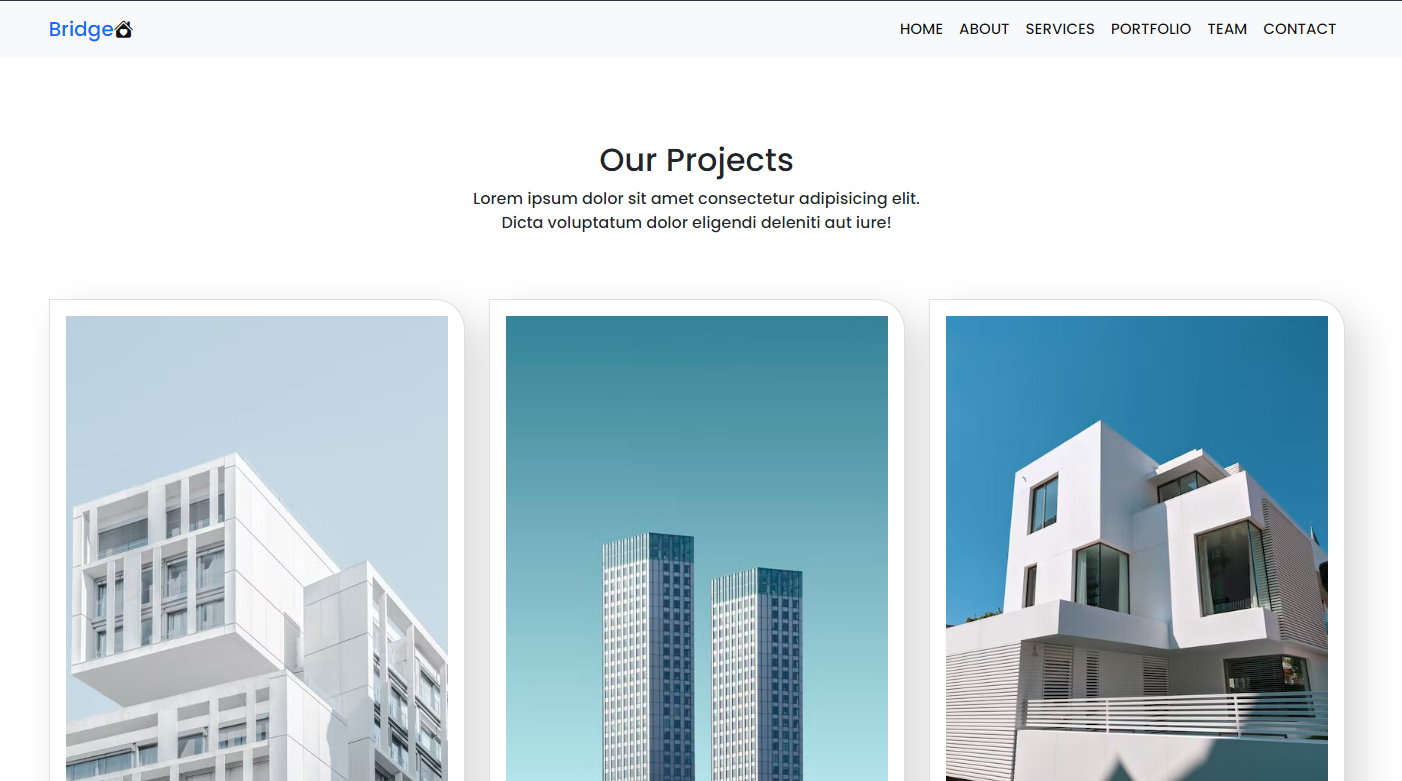 Bridge
HOME ABOUT SERVICES PORTFOLIO TEAM CONTACT
Our Projects
Lorem ipsum dolor sit amet consectetur adipisicing elit.
Dicta voluptatum dolor eligendi deleniti aut iure!